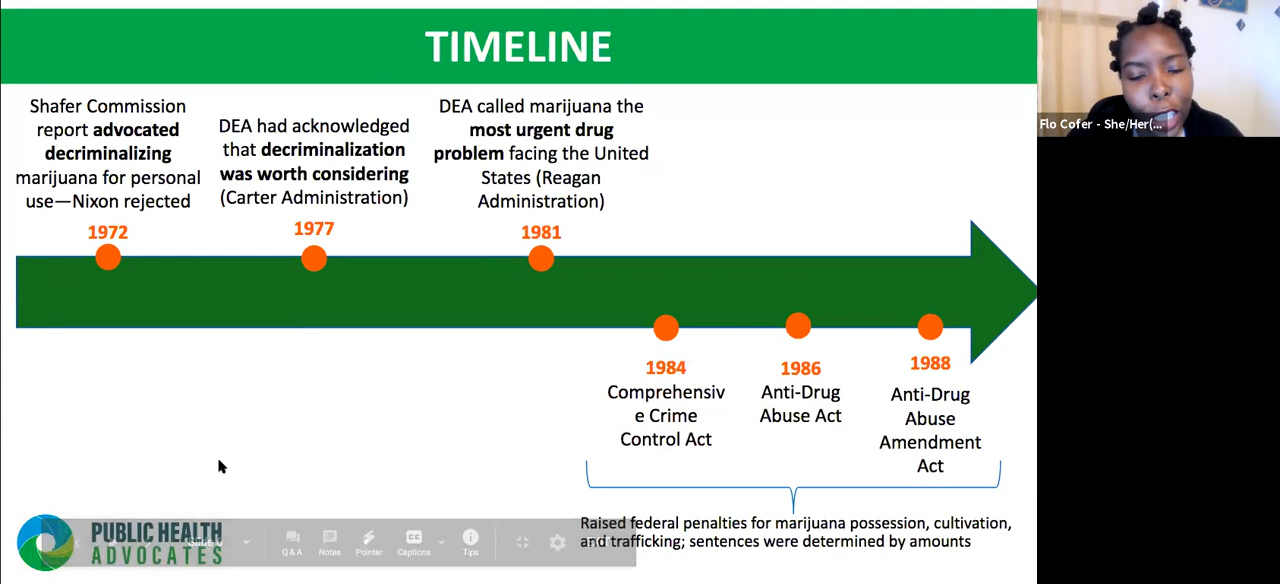 TIMELINE
Shafer Commission
report advocated
decriminalizing
marijuana for personal
use—Nixon rejected
1972
DEA had acknowledged
that decriminalization
was worth considering
(Carter Administration)
1977
DEA called marijuana the
most urgent drug
problem facing the United
States (Reagan
Administration)
1981
1984
Comprehensiv
e Crime
Control Act
1986
Anti-Drug
Abuse Act
1988
Anti-Drug
Abuse
Amendment
Act
Raised federal penalties for marijuana possession, cultivation,
and trafficking; sentences were determined by amounts
PUBLIC HEALTH
ADVOCATES
Q & A
Notes
Pointer
Captions
Tips
Flo Cofer - She/Her(...